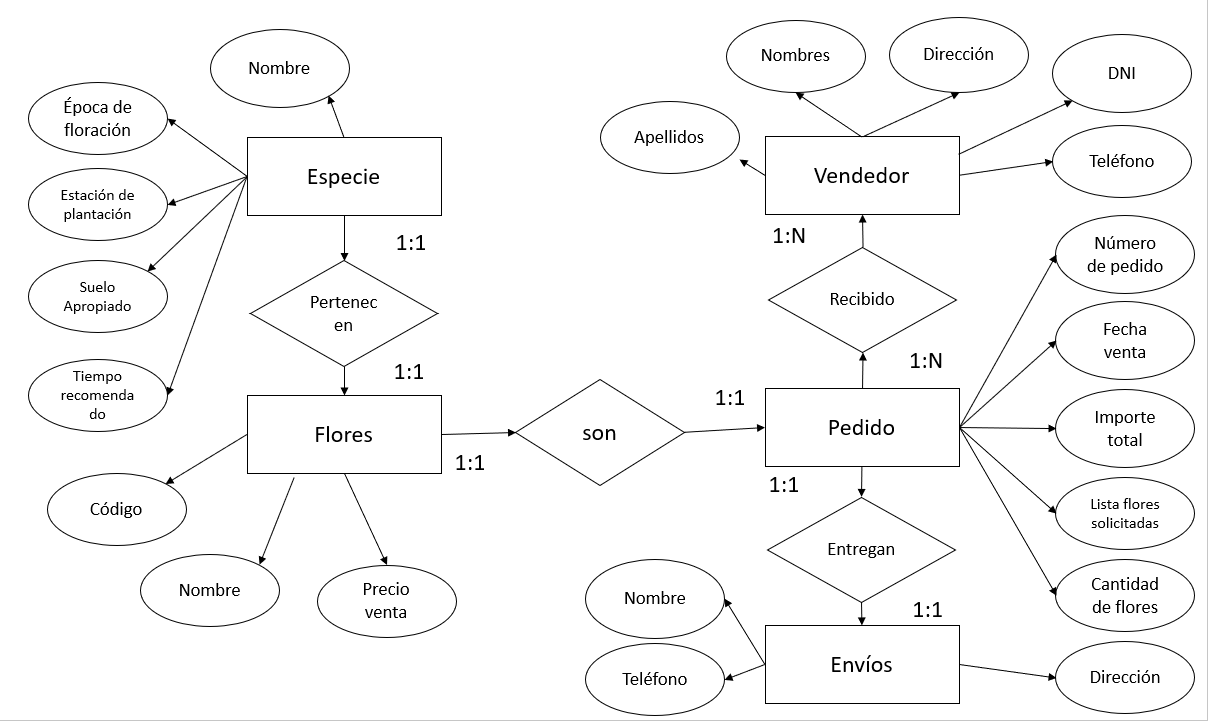 Nombre
Época de
floración
Estación de
plantación
Suelo
Apropiado
Tiempo
recomenda
do
Especie
1:1
Pertenec
en
1:1
Flores
1:1
Código
Nombre
Precio
venta
son
1:1
Nombres
Dirección
DNI
Apellidos
Teléfono
Vendedor
1:N
Recibido
1:N
Pedido
Número
de pedido
Fecha
venta
Importe
total
Lista flores
solicitadas
Cantidad
de flores
1:1
Entregan
1:1
Nombre
Teléfono
Envíos
Dirección